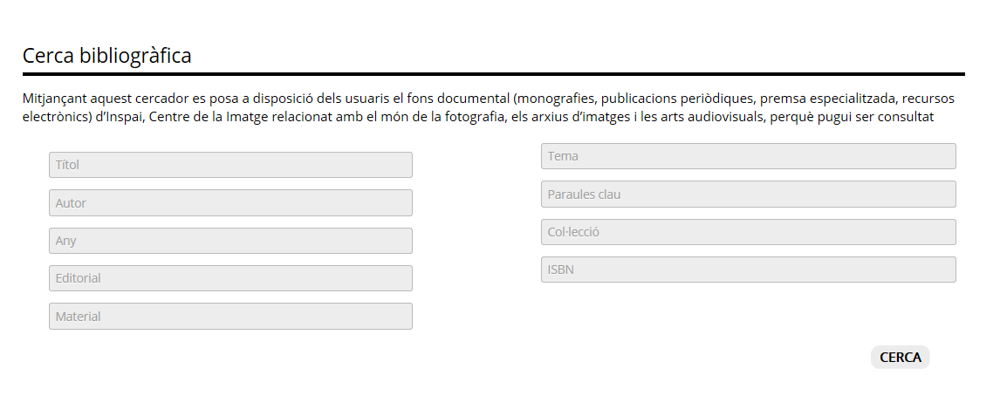 Cerca bibliogràfica
Mitjançant aquest cercador es posa a disposició dels usuaris el fons documental (monografies, publicacions periòdiques, premsa especialitzada, recursos
electrònics) d’Inspai, Centre de la Imatge relacionat amb el món de la fotografia, els arxius d’imatges i les arts audiovisuals, perquè pugui ser consultat
Títol
Autor
Any
Editorial
Material
Tema
Paraules clau
Col·lecció
ISBN
CERCA